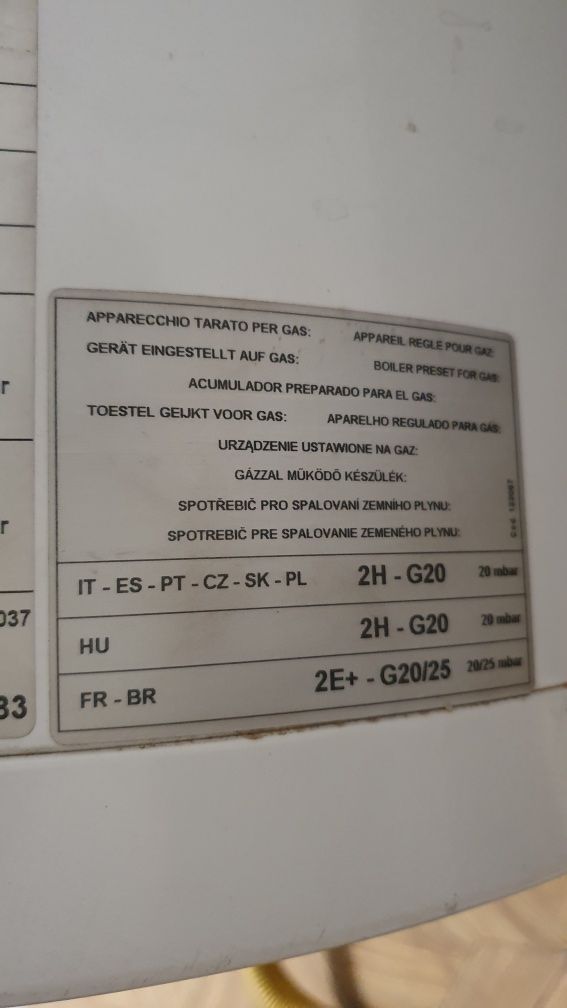 APPARECCHIO TARATO PER GAS: APPAREIL REGLE POUR GAZ:
GERÄT EINGESTELLT AUF GAS: BOILER PRESET FOR GAS:
ACUMULADOR PREPARADO PARA EL GAS:
TOESTEL GEIJKT VOOR GAS: APARELHO REGULADO PARA GÁS:
URZĄDZENIE USTAWIONE NA GAZ:
GÁZZAL MŰKÖDŐ KÉSZÜLÉK:
SPOTŘEBIČ PRO SPALOVANÍ ZEMNÍHO PLYNU:
SPOTREBIČ PRE SPALOVANIE ZEMENÉHO PLYNU:
IT - ES - PT - CZ - SK - PL 2H - G20 20 mbar
HU 2H - G20 20 mbar
FR - BR 2E+ - G20/25 20/25 mbar
r
r
037
33